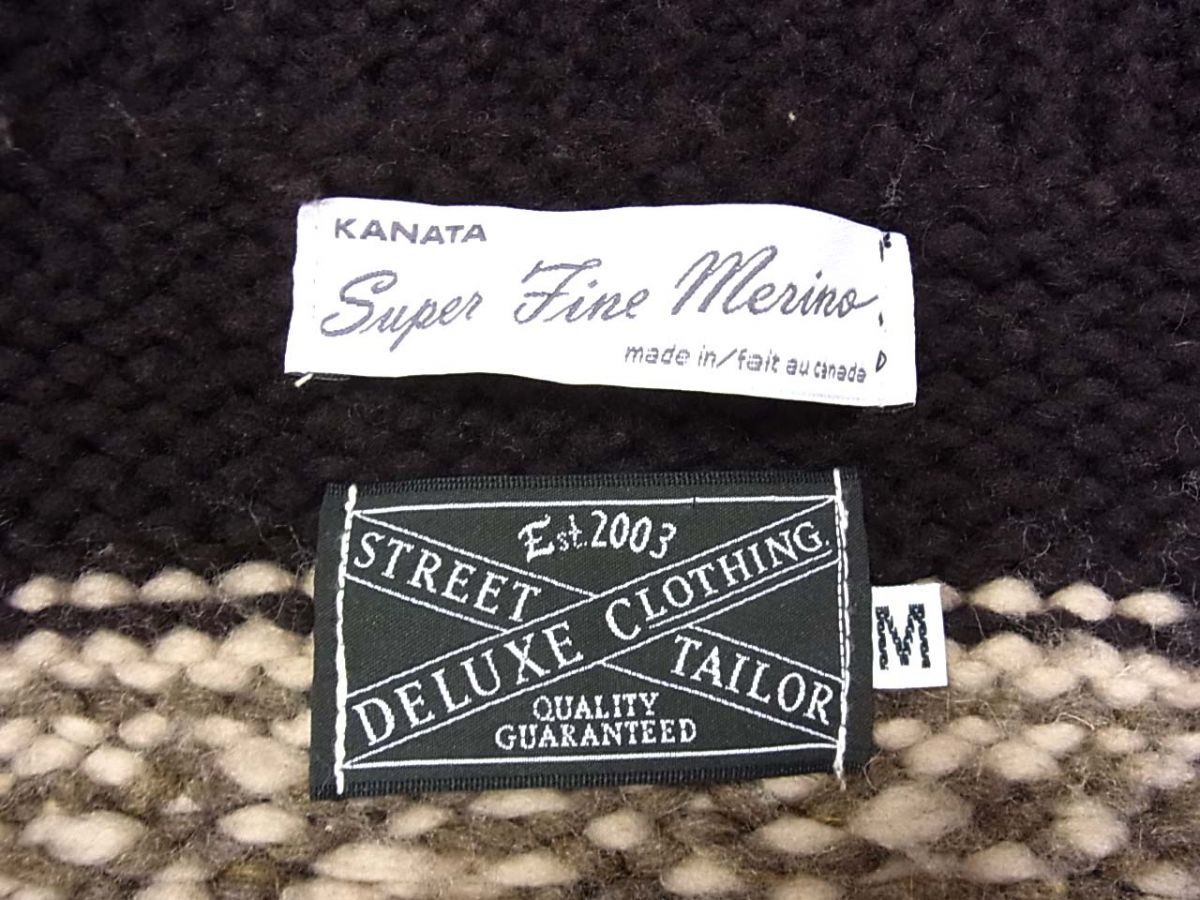 KANATA
Super Fine Merino
made in/fait au canada
Est. 2003
STREET TAILOR
DELUXE CLOTHING.
QUALITY
GUARANTEED
M